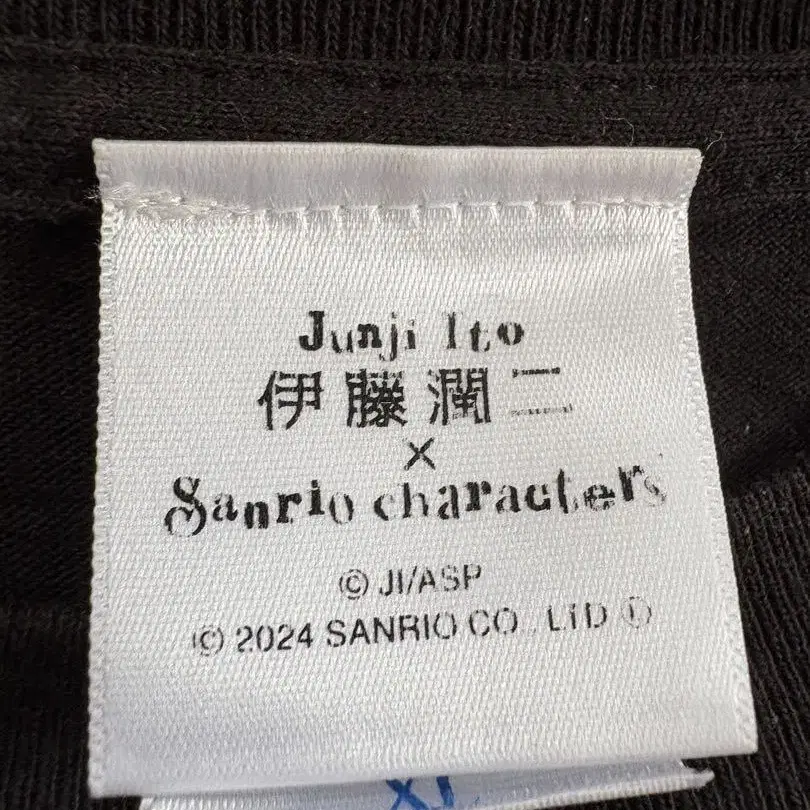 Junji Ito
伊藤潤二
×
Sanrio characters
© JI/ASP
© 2024 SANRIO CO., LTD Ⓛ
XL